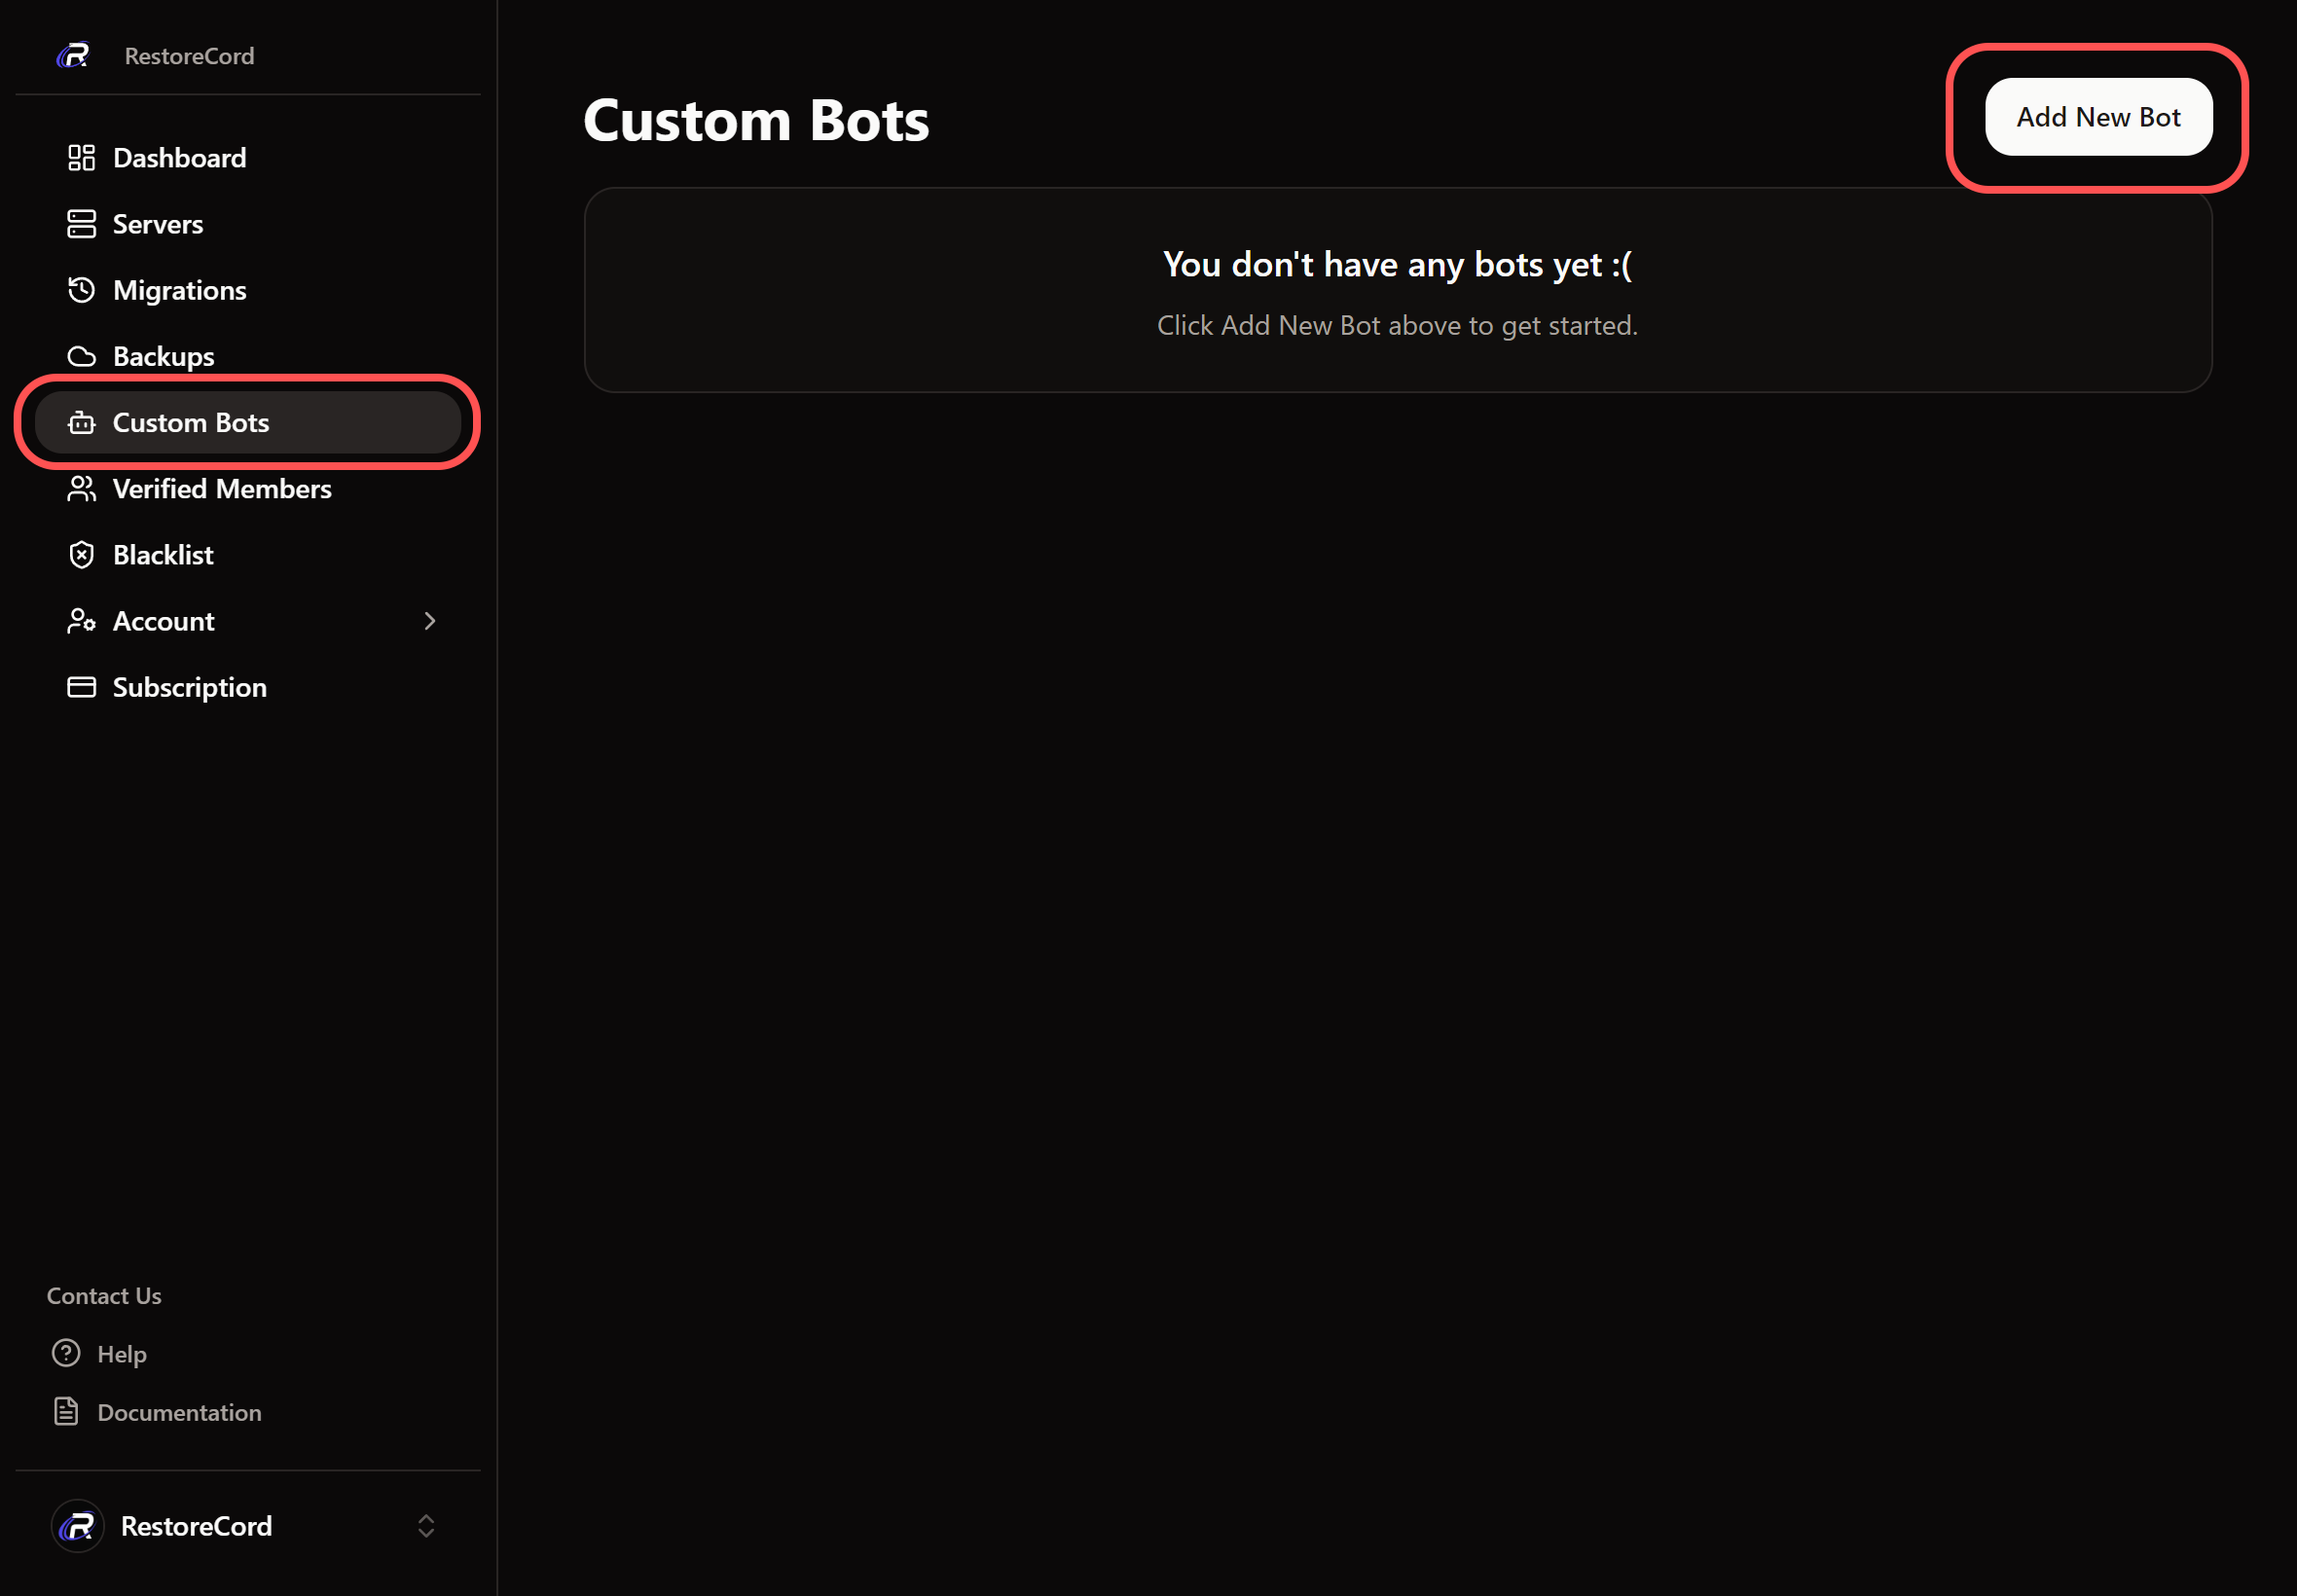 RestoreCord
Dashboard
Servers
Migrations
Backups
Custom Bots
Verified Members
Blacklist
Account
Subscription
Contact Us
Help
Documentation
RestoreCord
Custom Bots
Add New Bot
You don't have any bots yet :(
Click Add New Bot above to get started.